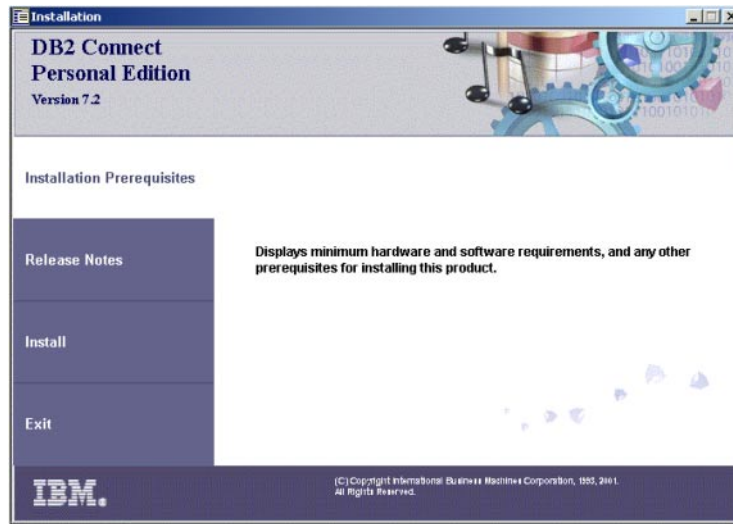 Installation
DB2 Connect
Personal Edition
Version 7.2
Installation Prerequisites
Release Notes
Install
Exit
Displays minimum hardware and software requirements, and any other
prerequisites for installing this product.
IBM.
(C) Copyright International Business Machines Corporation, 1993, 2001.
All Rights Reserved.